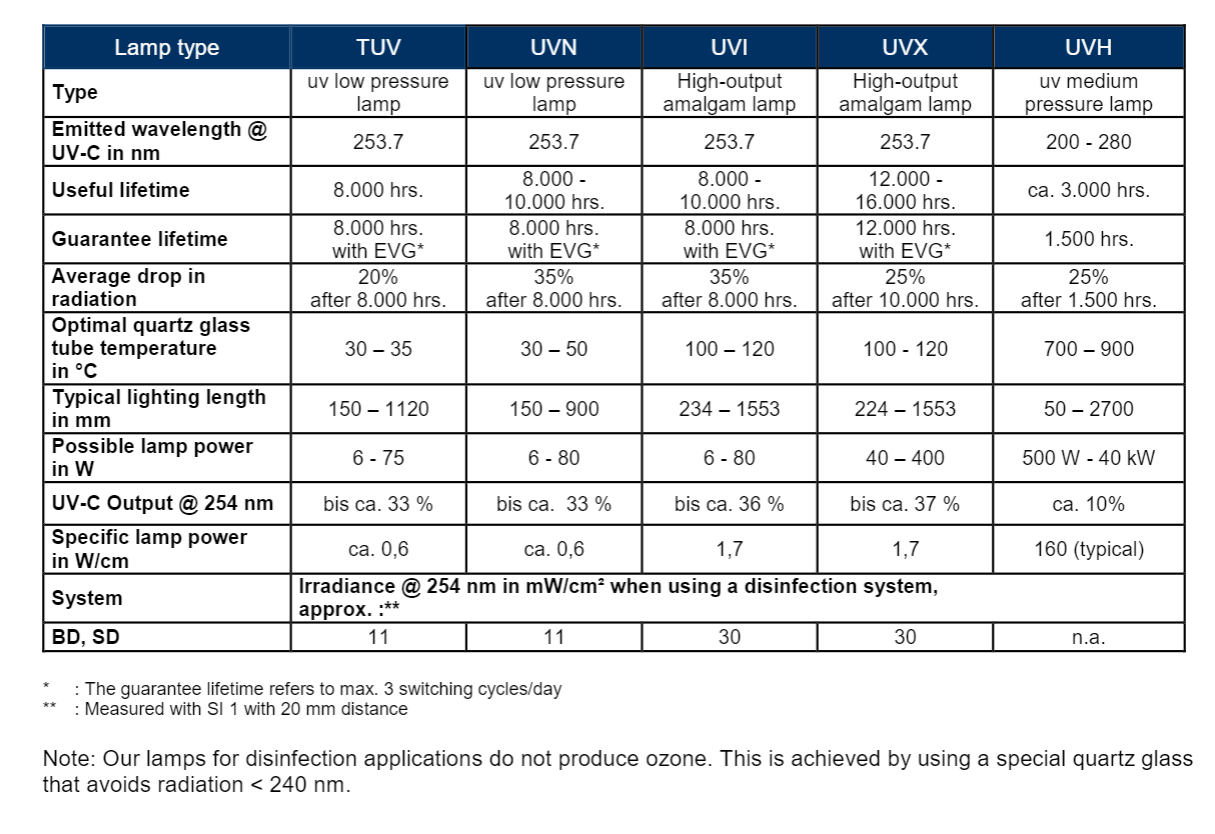 Lamp type TUV UVN UVI UVX UVH
Type uv low pressure lamp uv low pressure lamp High-output amalgam lamp High-output amalgam lamp uv medium pressure lamp
Emitted wavelength @ UV-C in nm 253.7 253.7 253.7 253.7 200 - 280
Useful lifetime 8.000 hrs. 8.000 - 10.000 hrs. 8.000 - 10.000 hrs. 12.000 - 16.000 hrs. ca. 3.000 hrs.
Guarantee lifetime 8.000 hrs. with EVG* 8.000 hrs. with EVG* 8.000 hrs. with EVG* 12.000 hrs. with EVG* 1.500 hrs.
Average drop in radiation 20% after 8.000 hrs. 35% after 8.000 hrs. 35% after 8.000 hrs. 25% after 10.000 hrs. 25% after 1.500 hrs.
Optimal quartz glass tube temperature in °C 30 – 35 30 – 50 100 – 120 100 - 120 700 – 900
Typical lighting length in mm 150 – 1120 150 – 900 234 – 1553 224 – 1553 50 – 2700
Possible lamp power in W 6 - 75 6 - 80 6 - 80 40 – 400 500 W - 40 kW
UV-C Output @ 254 nm bis ca. 33 % bis ca. 33 % bis ca. 36 % bis ca. 37 % ca. 10%
Specific lamp power in W/cm ca. 0,6 ca. 0,6 1,7 1,7 160 (typical)
System Irradiance @ 254 nm in mW/cm² when using a disinfection system, approx. :**
BD, SD 11 11 30 30 n.a.
* : The guarantee lifetime refers to max. 3 switching cycles/day
** : Measured with SI 1 with 20 mm distance
Note: Our lamps for disinfection applications do not produce ozone. This is achieved by using a special quartz glass
that avoids radiation < 240 nm.